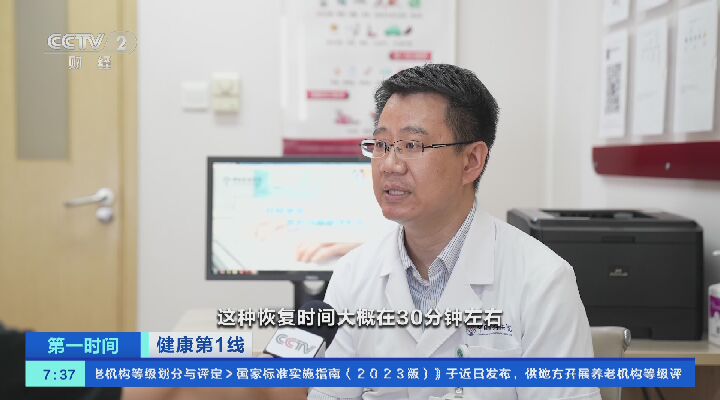 CCTV 2
财经
这种恢复时间大概在30分钟左右
CCTV
第一时间
健康第1线
7:37
老机构等级划分与评定>国家标准实施指南（2023版）》于近日发布，供地方开展养老机构等级评